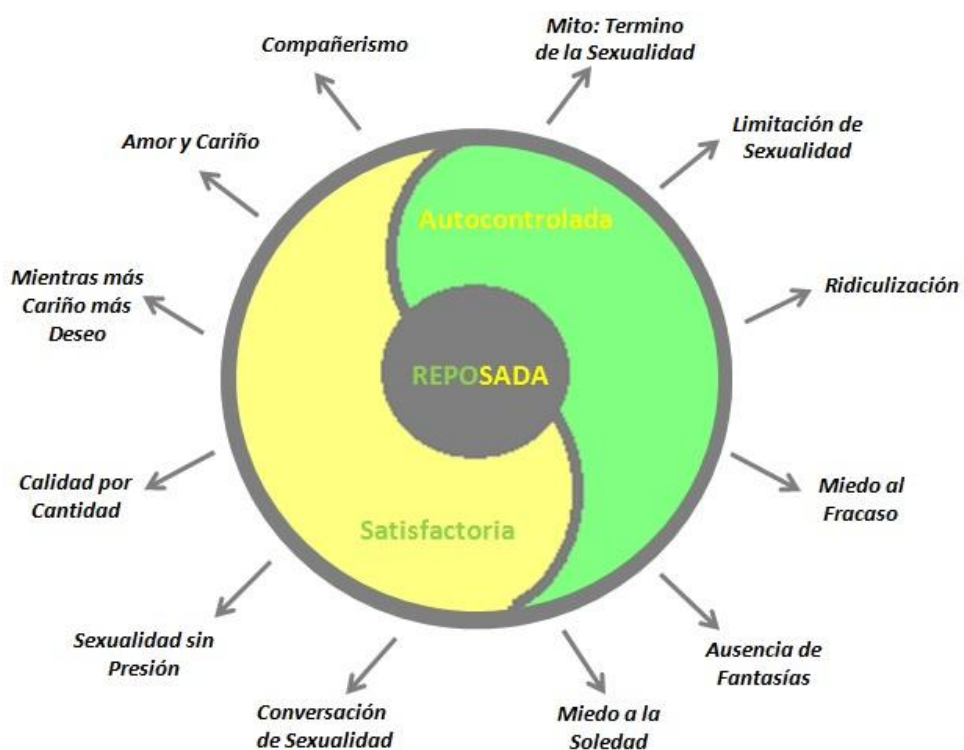 Compañerismo
Mito: Termino
de la Sexualidad
Amor y Cariño
Limitación de
Sexualidad
Autocontrolada
Mientras más
Cariño más
Deseo
Ridiculización
REPOSADA
Calidad por
Cantidad
Miedo al
Fracaso
Satisfactoria
Sexualidad sin
Presión
Ausencia de
Fantasías
Conversación
de Sexualidad
Miedo a la
Soledad